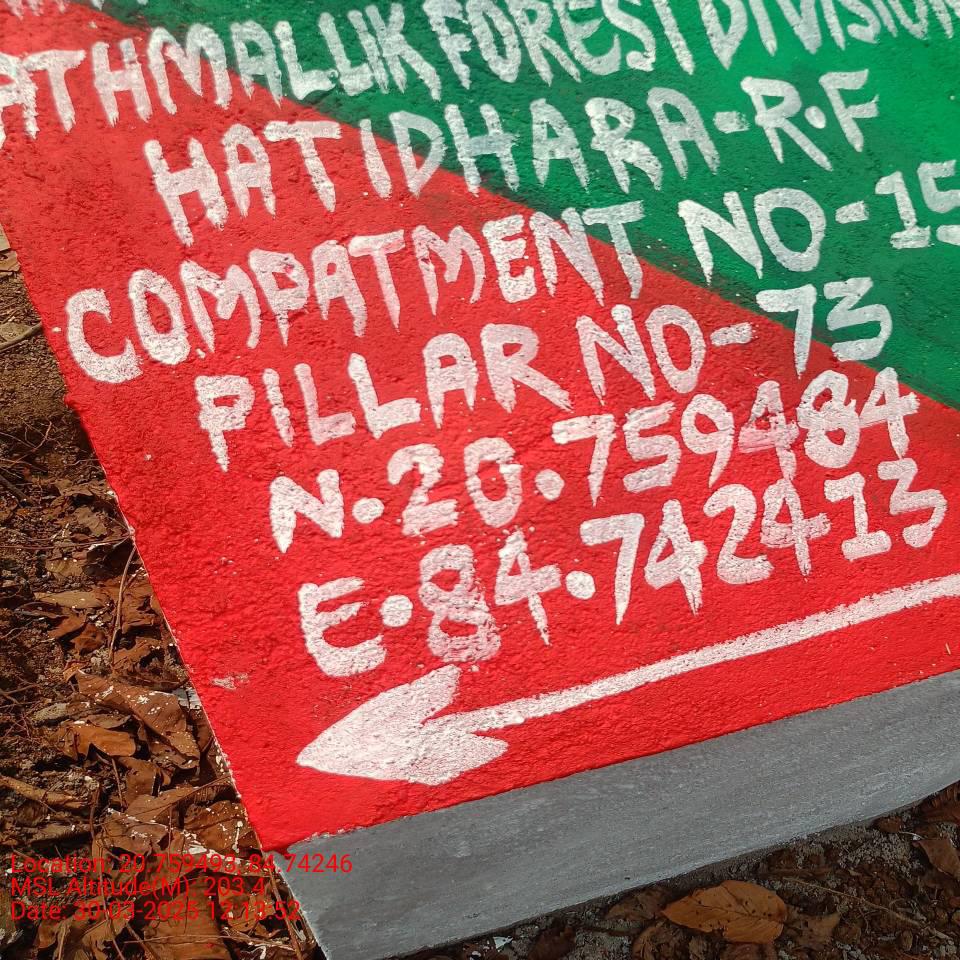 ATHMALLIK FOREST DIVISION
HATIDHARA-R.F
COMPATMENT NO-15
PILLAR NO-73
N.20.759484
E.84.742413
Location: 20.759493, 84.74246
MSL Altitude(M): 203.4
Date: 30-03-2025 12:13:52